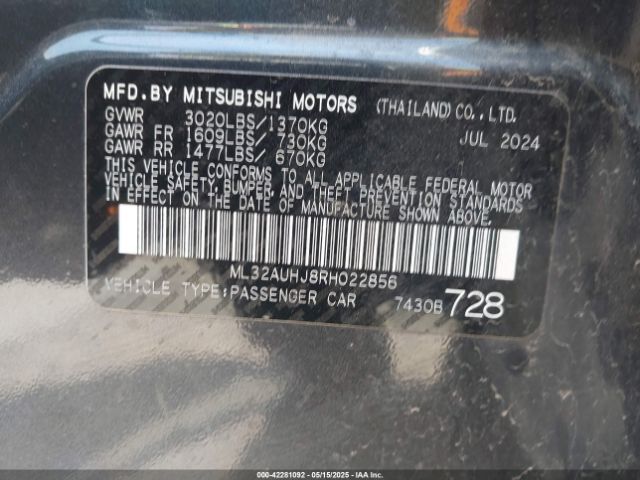 MFD.BY MITSUBISHI MOTORS (THAILAND) CO.,LTD.
GVWR 3020LBS/1370KG JUL 2024
GAWR FR 1609LBS/ 730KG
GAWR RR 1477LBS/ 670KG
THIS VEHICLE CONFORMS TO ALL APPLICABLE FEDERAL MOTOR
VEHICLE SAFETY,BUMPER,AND THEFT PREVENTION STANDARDS
IN EFFECT ON THE DATE OF MANUFACTURE SHOWN ABOVE.
ML32AUHJ8RH022856
VEHICLE TYPE:PASSENGER CAR 7430B 728
000-42281092 05/15/2025 Copyright © IAA, Inc.